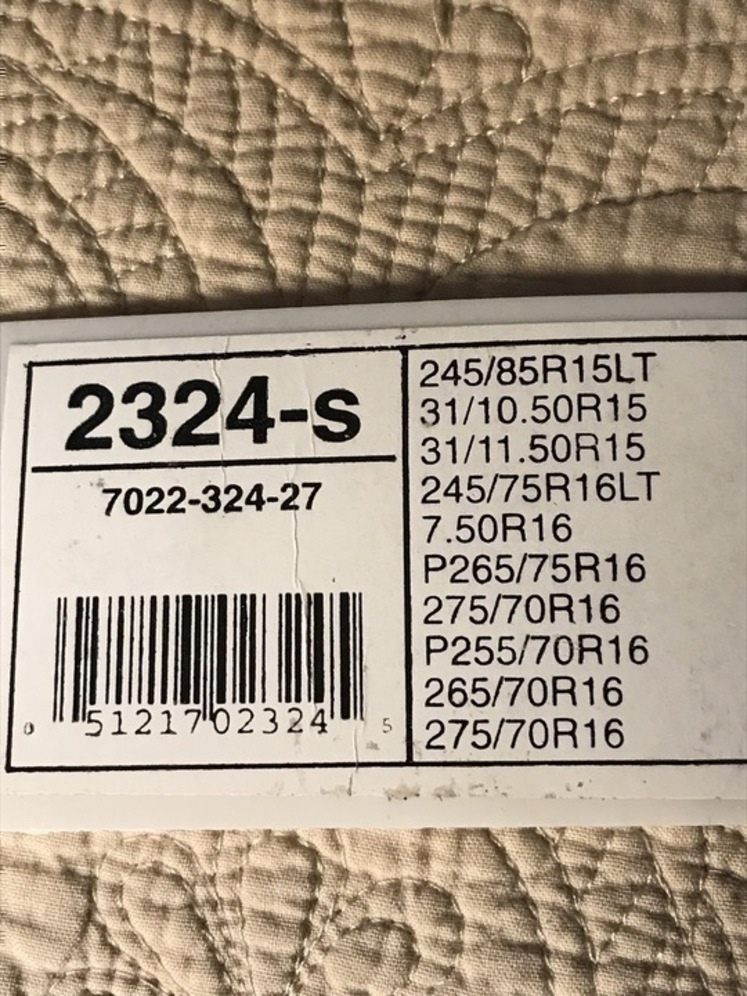 2324-s
7022-324-27
0 51217 02324 5
245/85R15LT
31/10.50R15
31/11.50R15
245/75R16LT
7.50R16
P265/75R16
275/70R16
P255/70R16
265/70R16
275/70R16